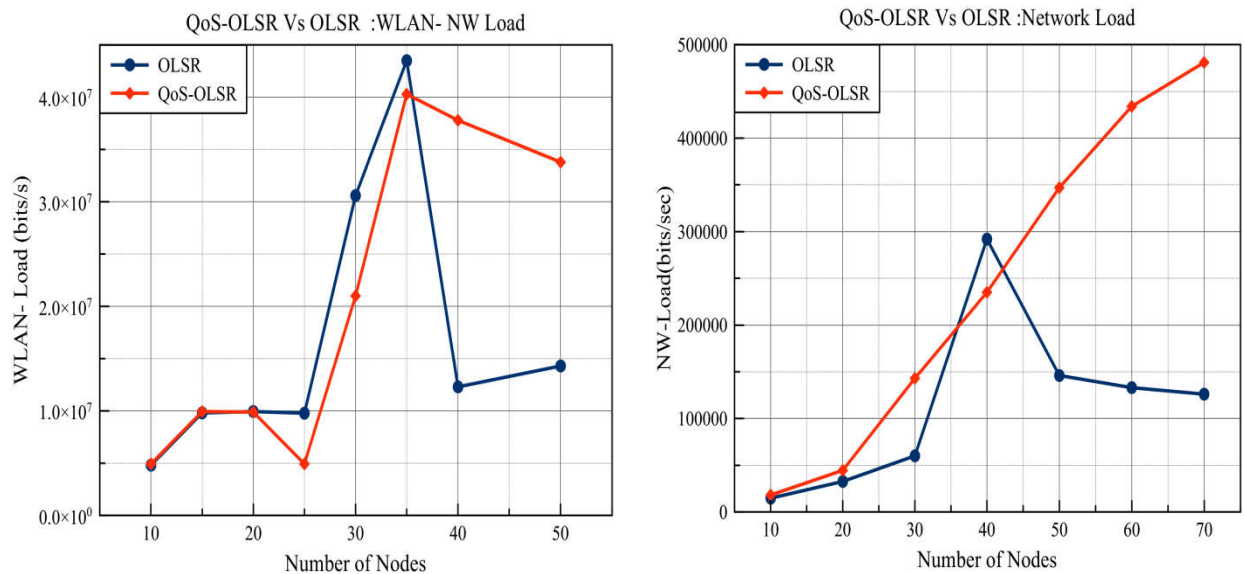 QoS-OLSR Vs OLSR :WLAN- NW Load
OLSR
QoS-OLSR
4.0×10⁷
3.0×10⁷
2.0×10⁷
1.0×10⁷
0.0×10⁰
WLAN- Load (bits/s)
10 20 30 40 50
Number of Nodes
QoS-OLSR Vs OLSR :Network Load
OLSR
QoS-OLSR
500000
400000
300000
200000
100000
0
NW-Load(bits/sec)
10 20 30 40 50 60 70
Number of Nodes